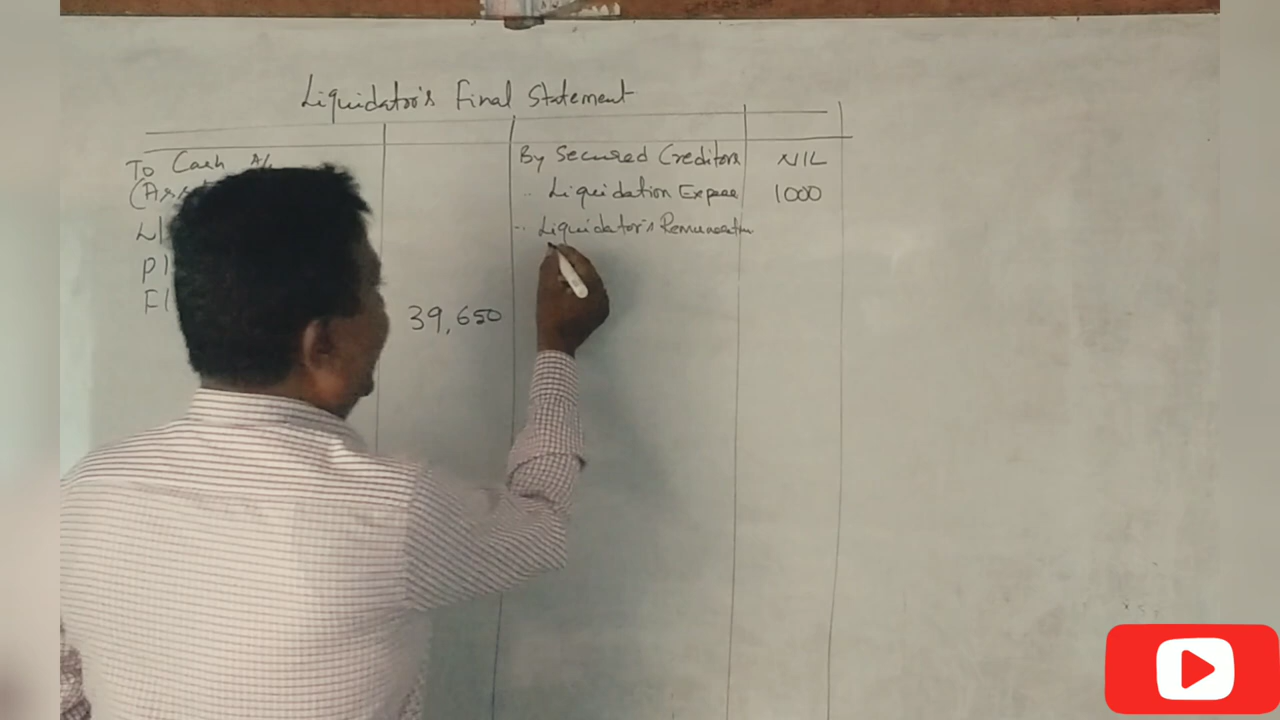 Liquidator's Final Statement
To Cash A/c
By Secured Creditors NIL
.. Liquidation Expense 1000
.. Liquidator's Remuneration
39,650